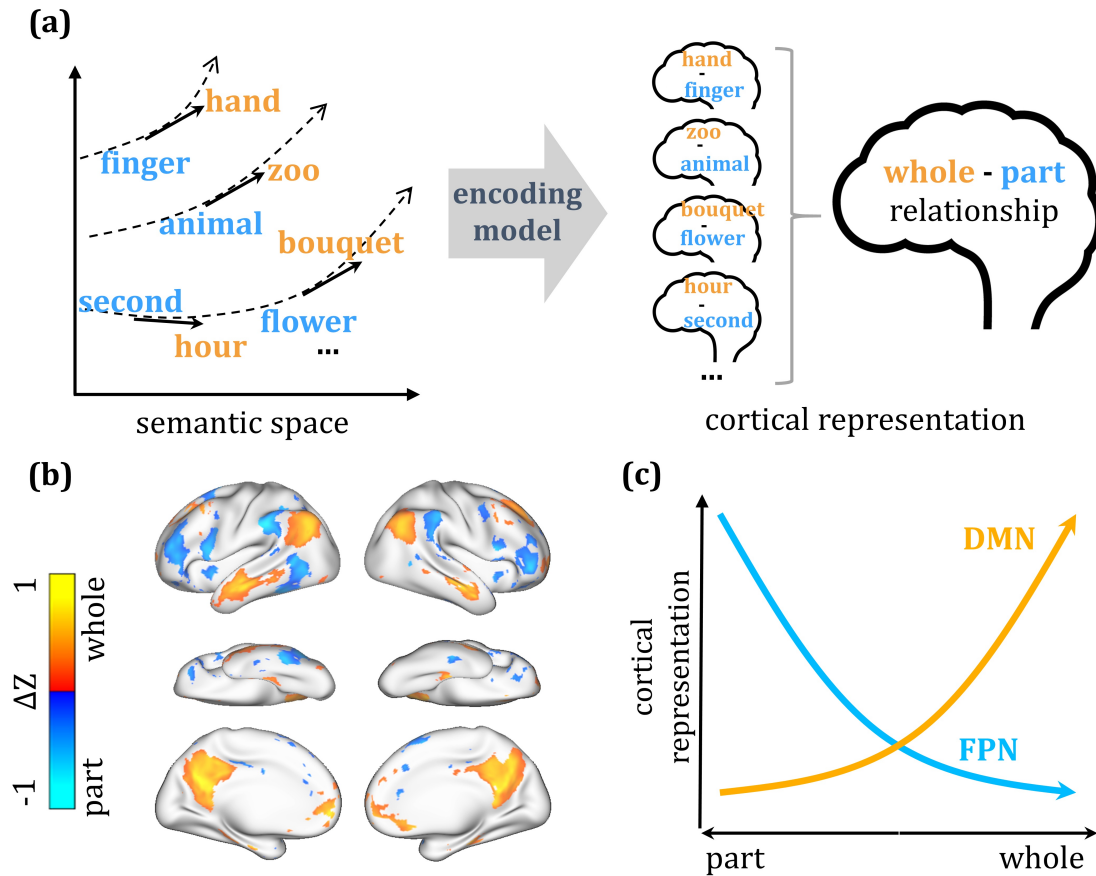 (a)
hand
finger
zoo
animal
bouquet
second
flower
hour
...
semantic space
encoding
model
hand
-
finger
zoo
-
animal
bouquet
-
flower
hour
-
second
...
whole - part
relationship
cortical representation
(b)
1
whole
ΔZ
-1
part
(c)
DMN
cortical
representation
FPN
part
whole